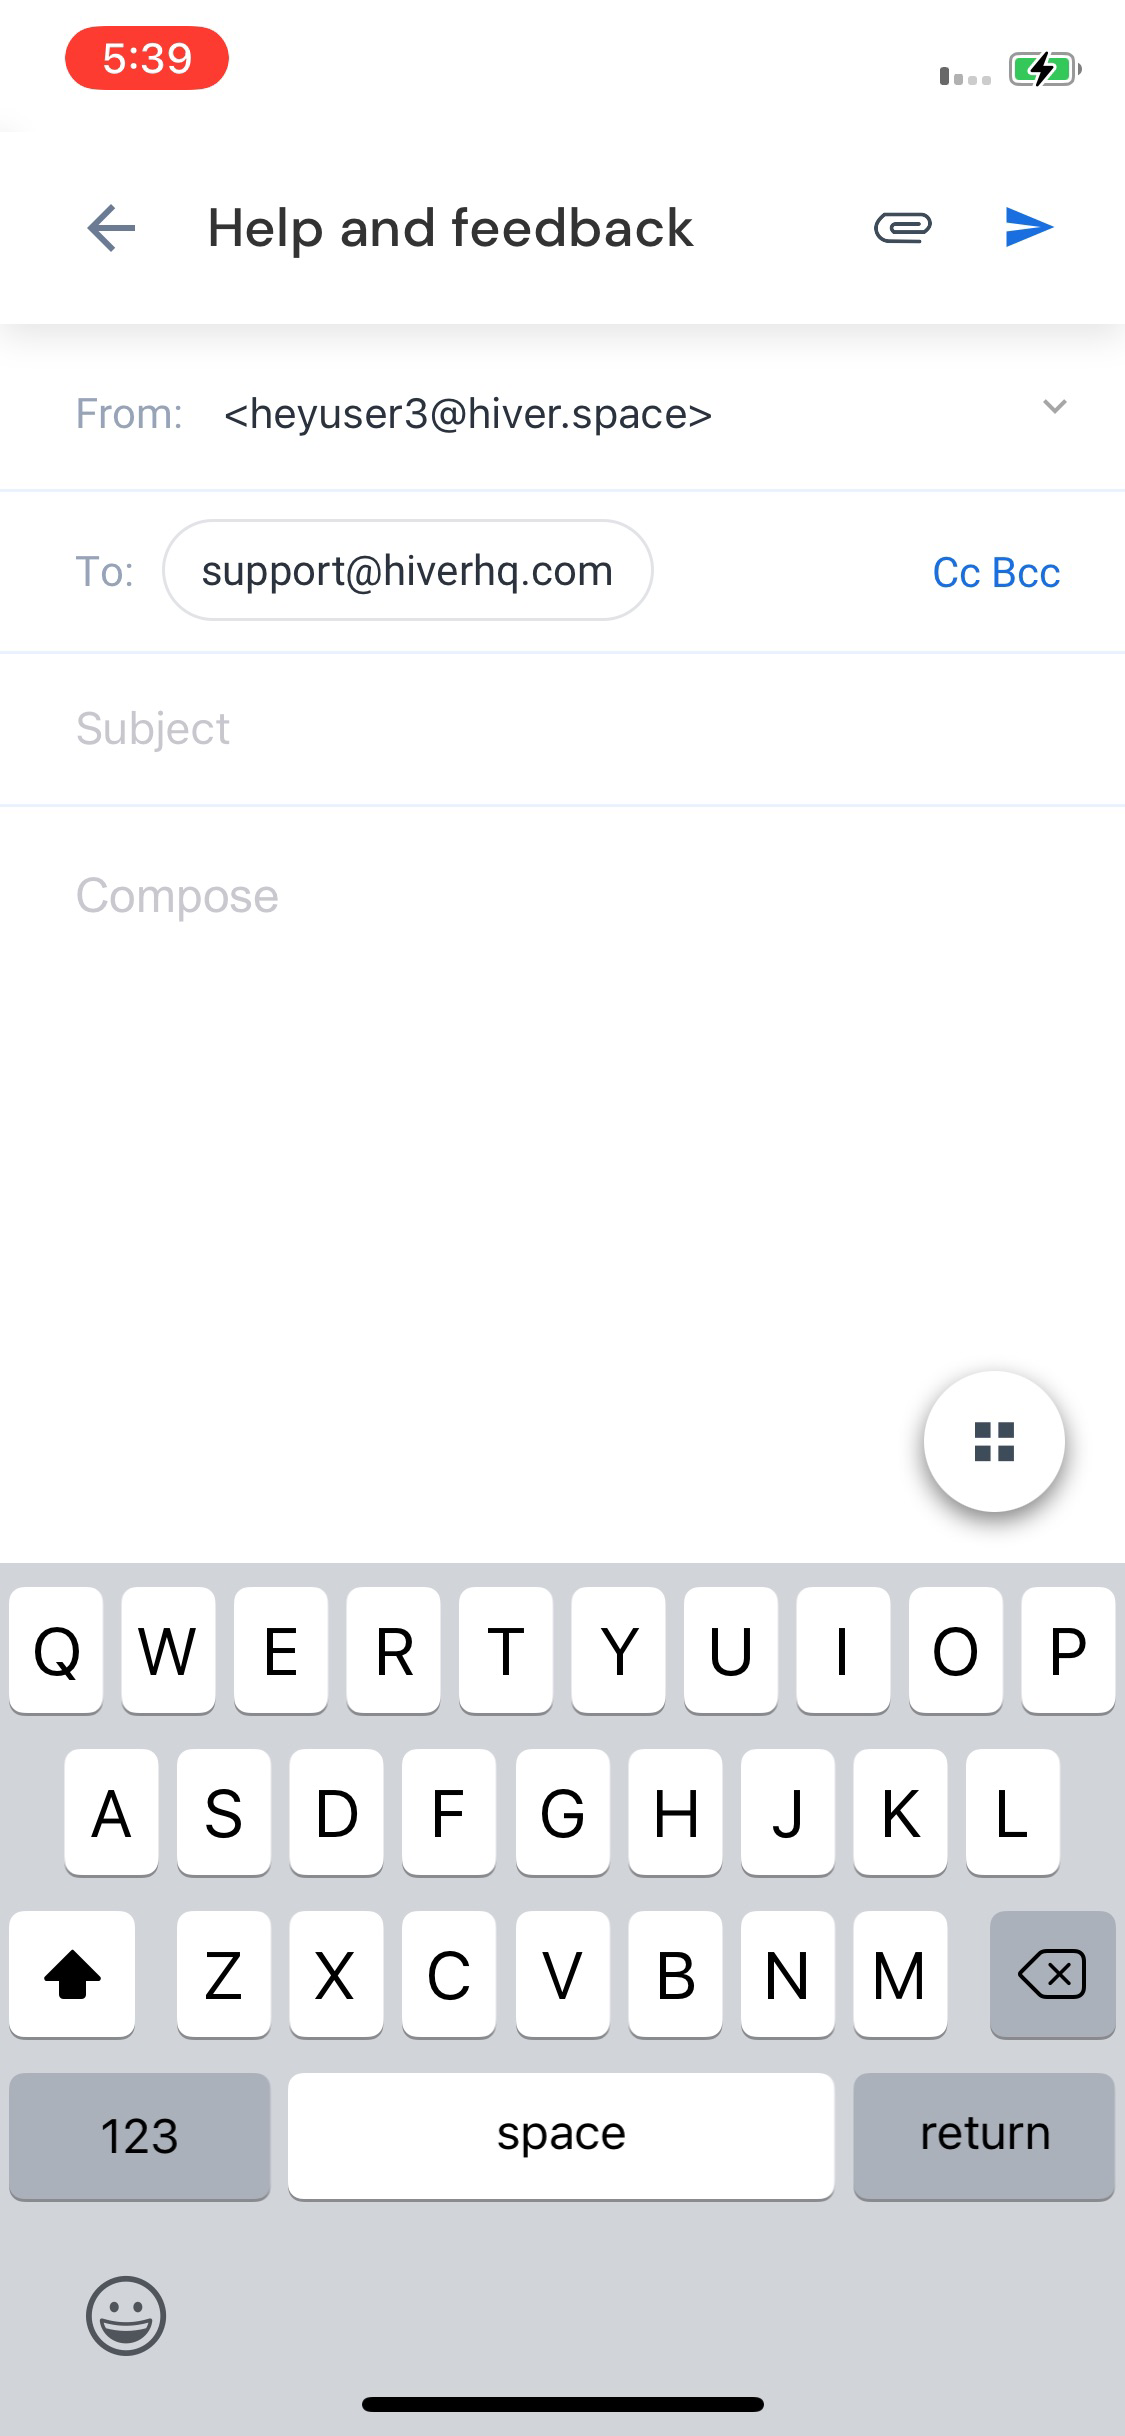 5:39
Help and feedback
From: <heyuser3@hiver.space>
To: support@hiverhq.com Cc Bcc
Subject
Compose
Q W E R T Y U I O P
A S D F G H J K L
Z X C V B N M
123 space return